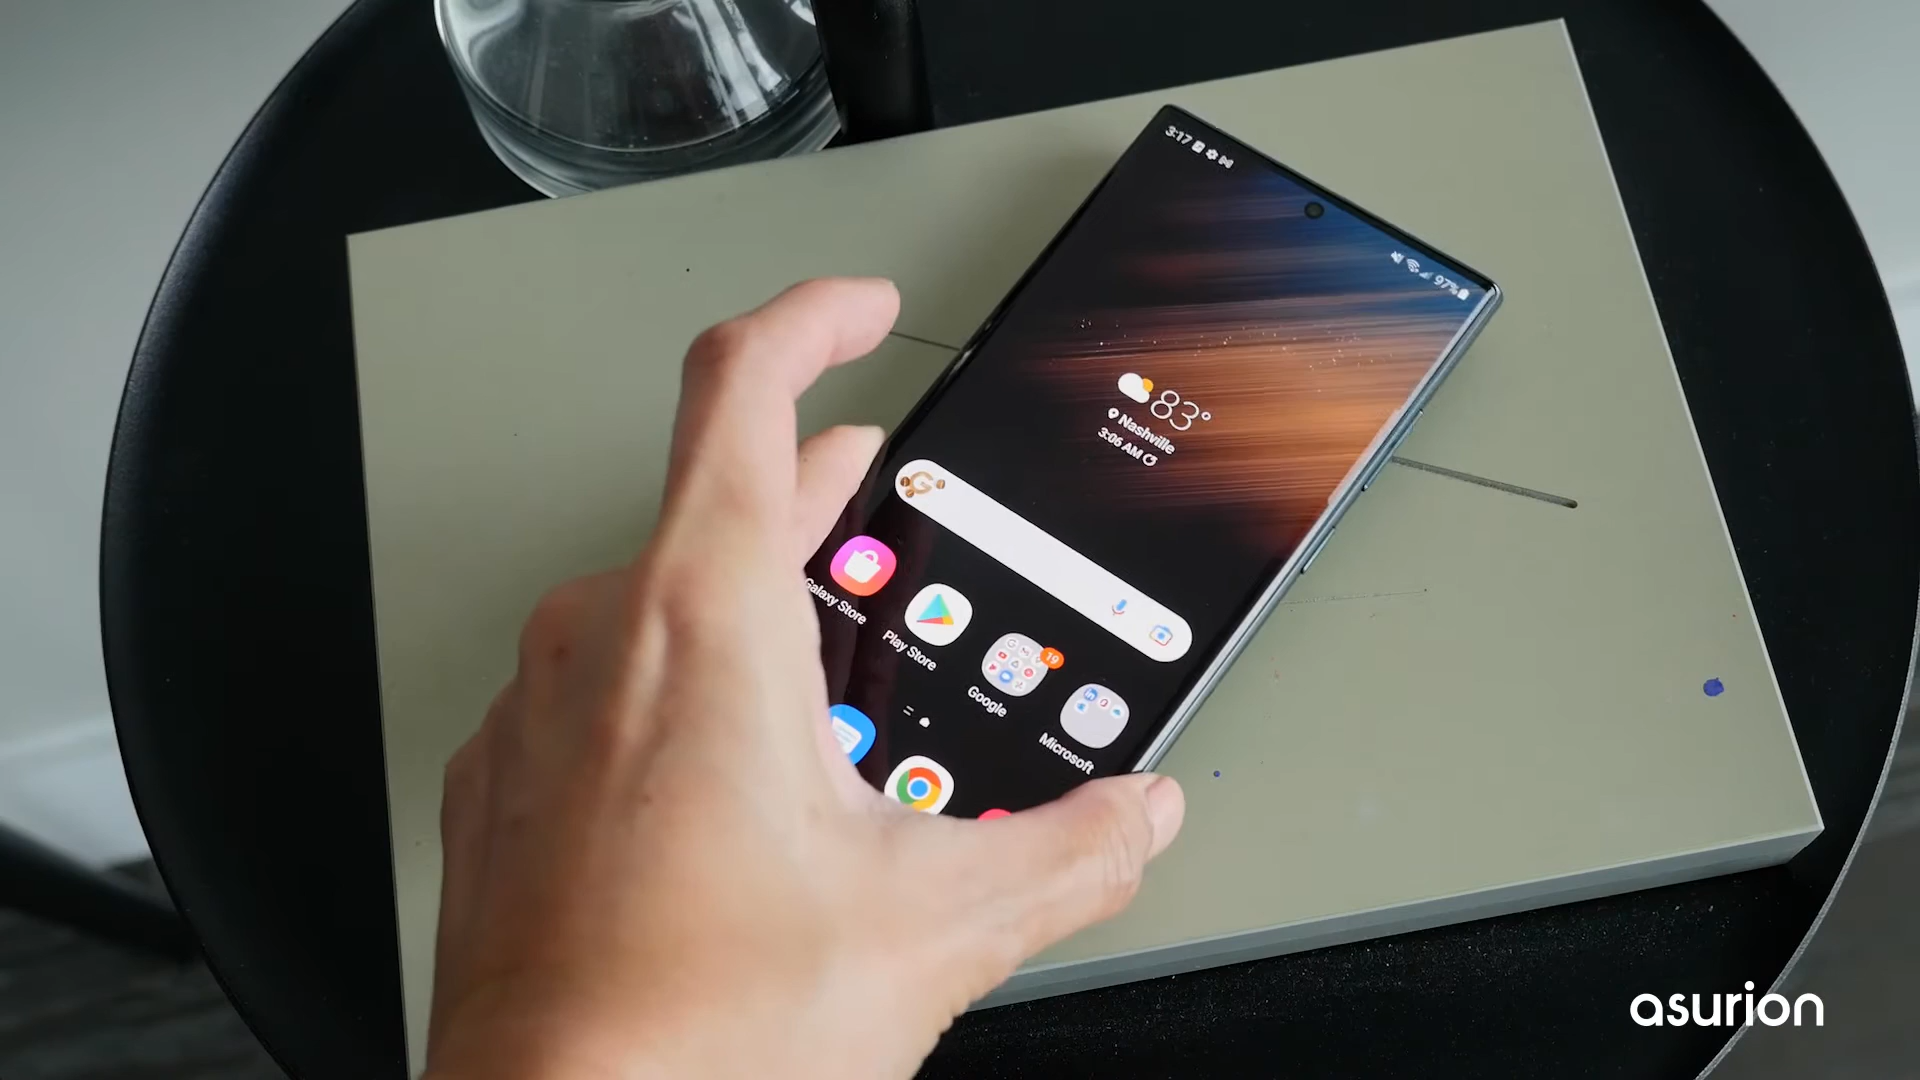 3:17
97%
83°
Nashville
3:06 AM
G
Galaxy Store
Play Store
19
Google
Microsoft
asurion